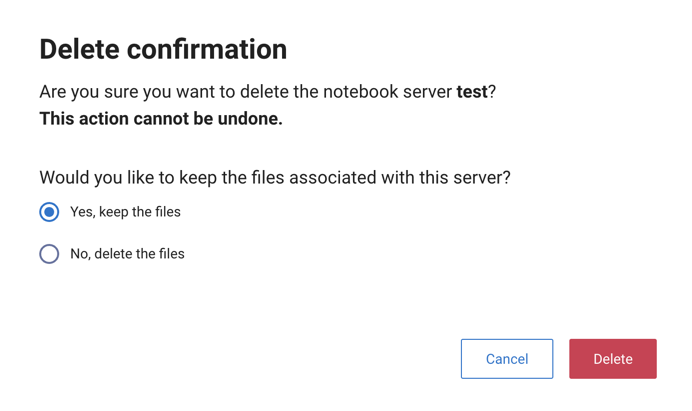 Delete confirmation
Are you sure you want to delete the notebook server test?
This action cannot be undone.
Would you like to keep the files associated with this server?
Yes, keep the files
No, delete the files
Cancel
Delete